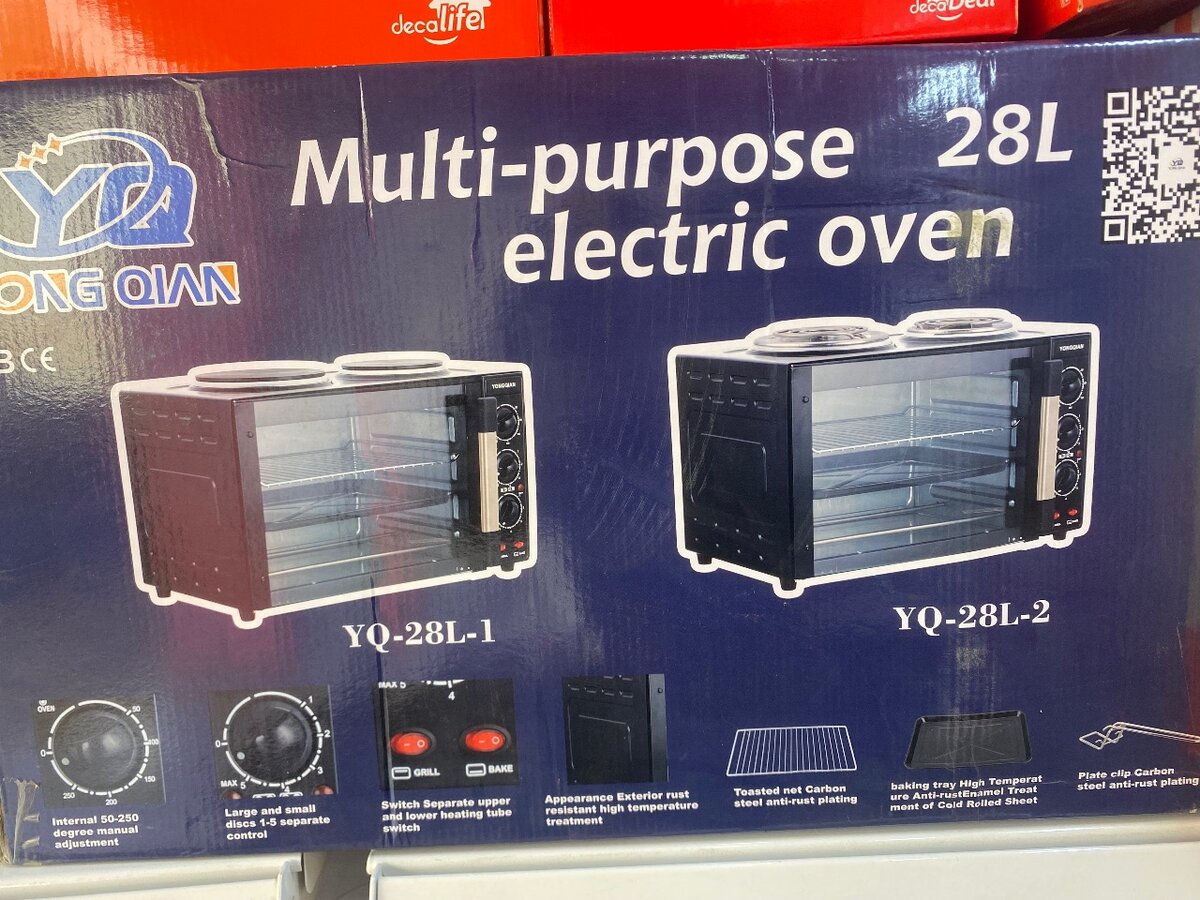 decalife
decaDeal
YQ
ONG QIAN
CE
Multi-purpose 28L
electric oven
YONGQIAN
YONGQIAN
YQ-28L-1
YQ-28L-2
OVEN
0
50
100
150
200
250
Internal 50-250
degree manual
adjustment
0
1
2
3
4
MAX 5
Large and small
discs 1-5 separate
control
MAX 5
4
GRILL
BAKE
Switch Separate upper
and lower heating tube
switch
Appearance Exterior rust
resistant high temperature
treatment
Toasted net Carbon
steel anti-rust plating
baking tray High Temperat
ure Anti-rustEnamel Treat
ment of Cold Rolled Sheet
Plate clip Carbon
steel anti-rust plating